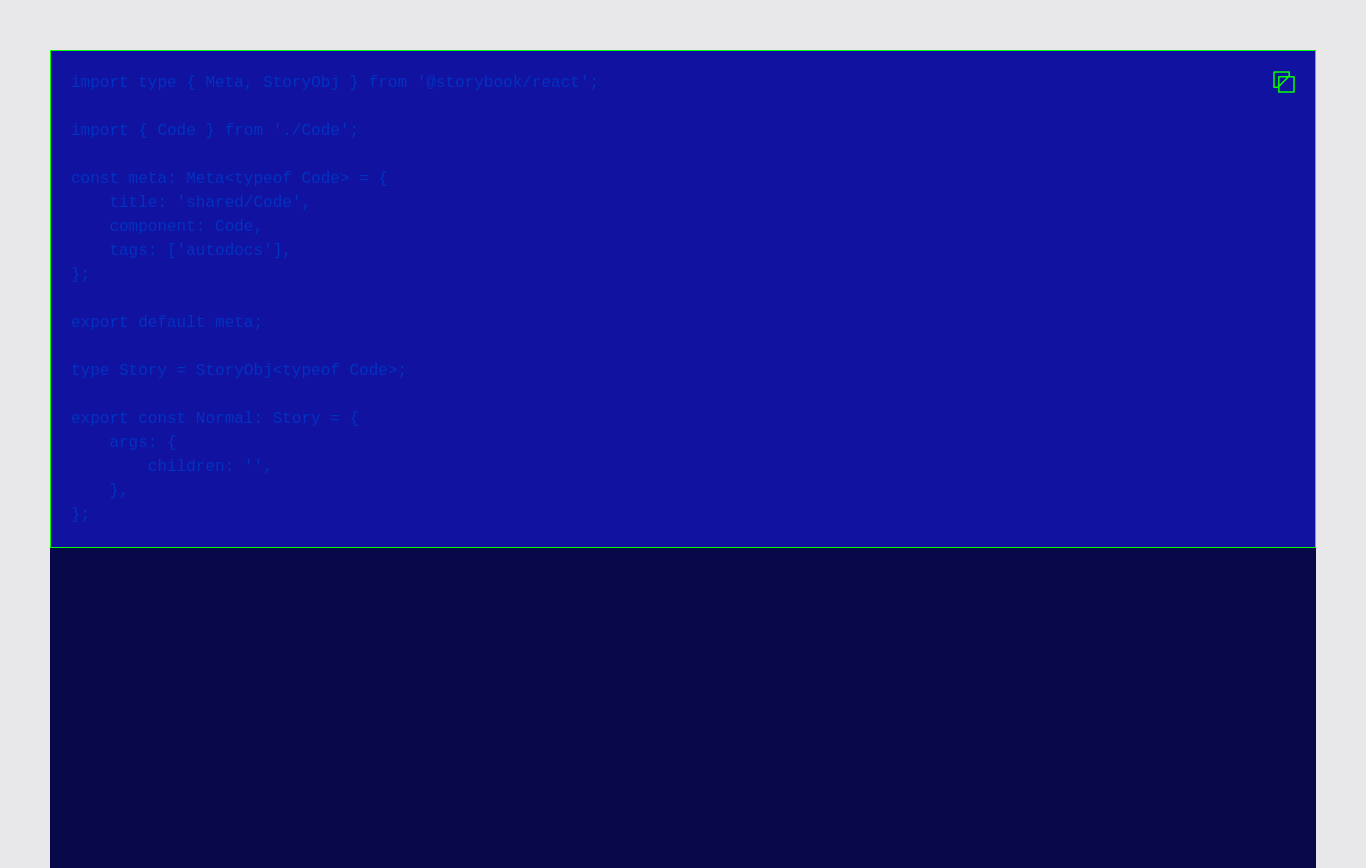 import type { Meta, StoryObj } from '@storybook/react';
import { Code } from './Code';
const meta: Meta<typeof Code> = {
    title: 'shared/Code',
    component: Code,
    tags: ['autodocs'],
};
export default meta;
type Story = StoryObj<typeof Code>;
export const Normal: Story = {
    args: {
        children: '',
    },
};